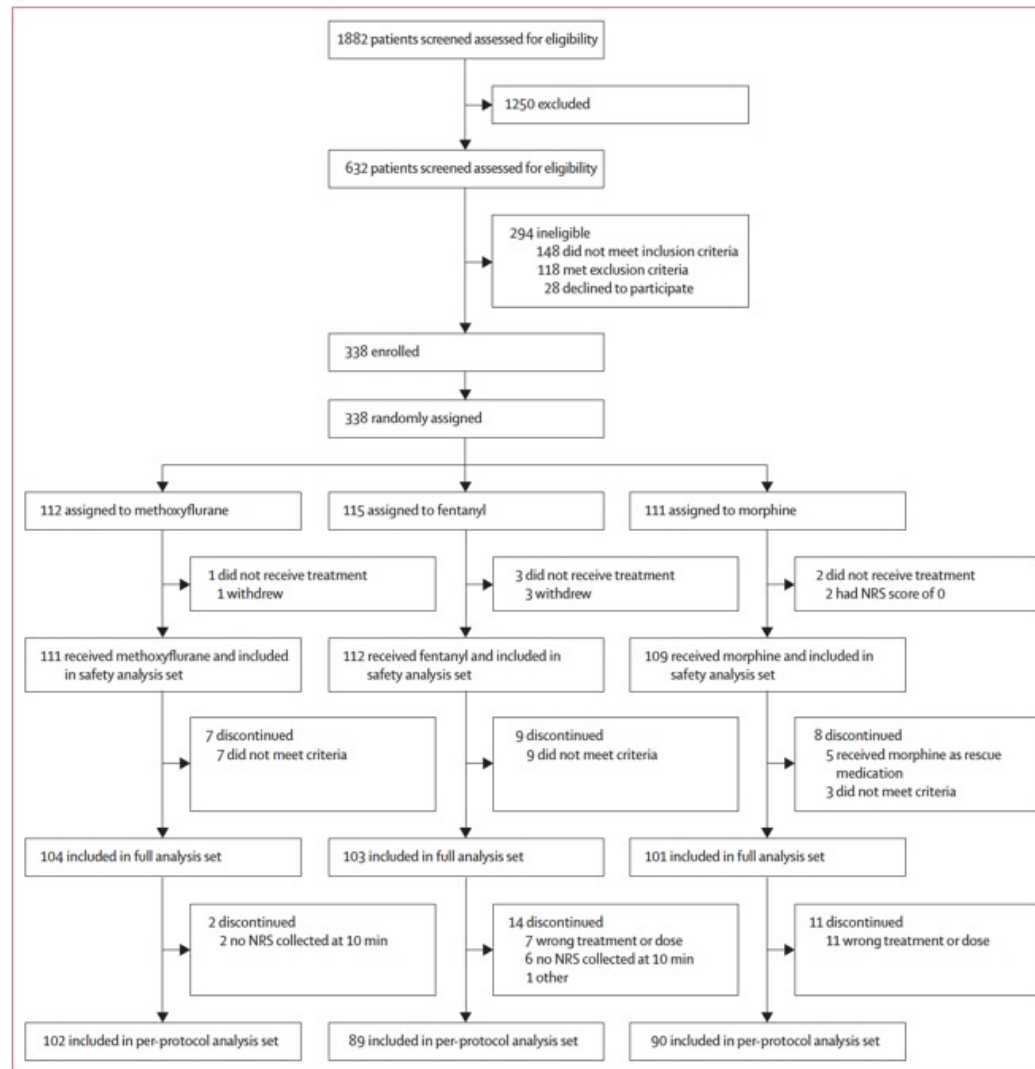 1882 patients screened assessed for eligibility
1250 excluded
632 patients screened assessed for eligibility
294 ineligible
148 did not meet inclusion criteria
118 met exclusion criteria
28 declined to participate
338 enrolled
338 randomly assigned
112 assigned to methoxyflurane
115 assigned to fentanyl
111 assigned to morphine
1 did not receive treatment
1 withdrew
3 did not receive treatment
3 withdrew
2 did not receive treatment
2 had NRS score of 0
111 received methoxyflurane and included
in safety analysis set
112 received fentanyl and included in
safety analysis set
109 received morphine and included in
safety analysis set
7 discontinued
7 did not meet criteria
9 discontinued
9 did not meet criteria
8 discontinued
5 received morphine as rescue
medication
3 did not meet criteria
104 included in full analysis set
103 included in full analysis set
101 included in full analysis set
2 discontinued
2 no NRS collected at 10 min
14 discontinued
7 wrong treatment or dose
6 no NRS collected at 10 min
1 other
11 discontinued
11 wrong treatment or dose
102 included in per-protocol analysis set
89 included in per-protocol analysis set
90 included in per-protocol analysis set